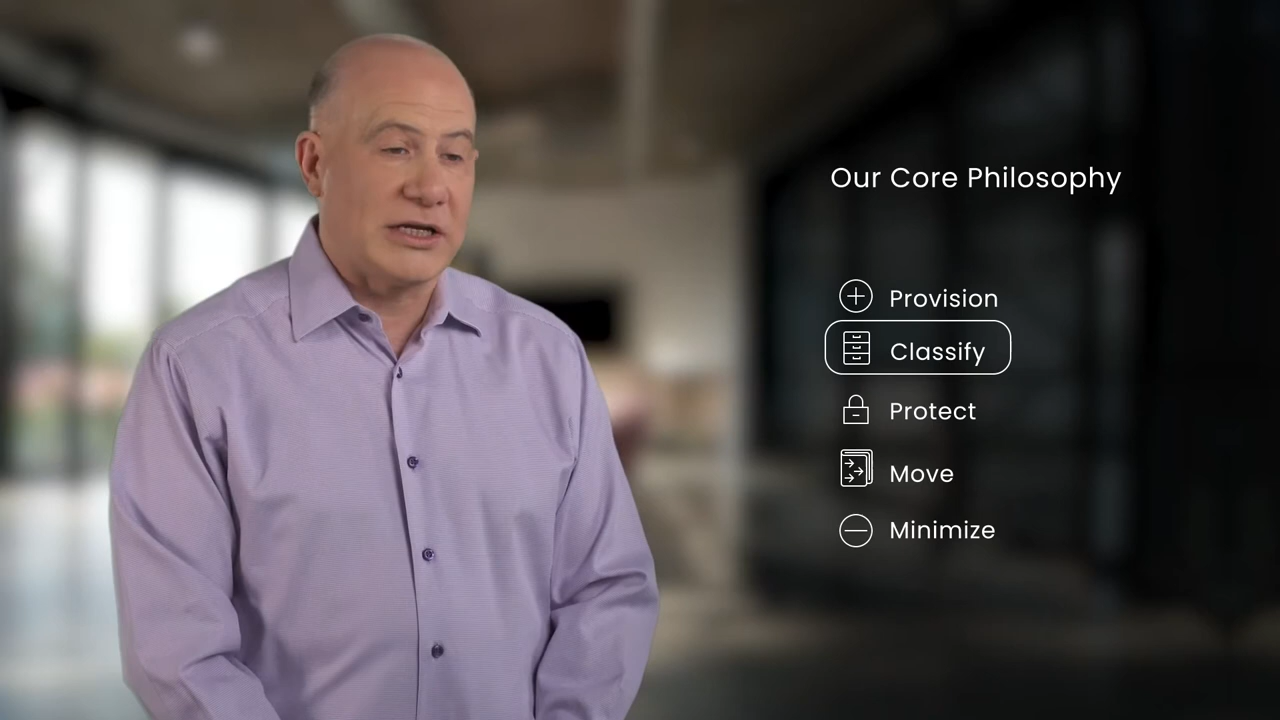 Our Core Philosophy
Provision
Classify
Protect
Move
Minimize